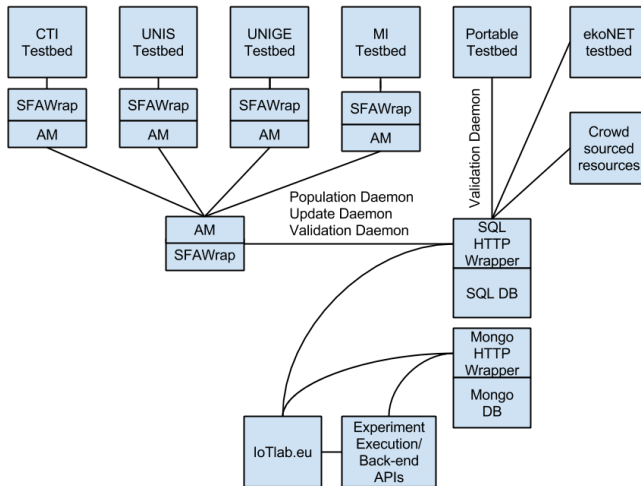 CTI
Testbed
UNIS
Testbed
UNIGE
Testbed
MI
Testbed
Portable
Testbed
ekoNET
testbed
SFAWrap
AM
SFAWrap
AM
SFAWrap
AM
SFAWrap
AM
Validation Daemon
Crowd
sourced
resources
Population Daemon
Update Daemon
Validation Daemon
AM
SFAWrap
SQL
HTTP
Wrapper
SQL DB
Mongo
HTTP
Wrapper
Mongo
DB
IoTlab.eu
Experiment
Execution/
Back-end
APIs